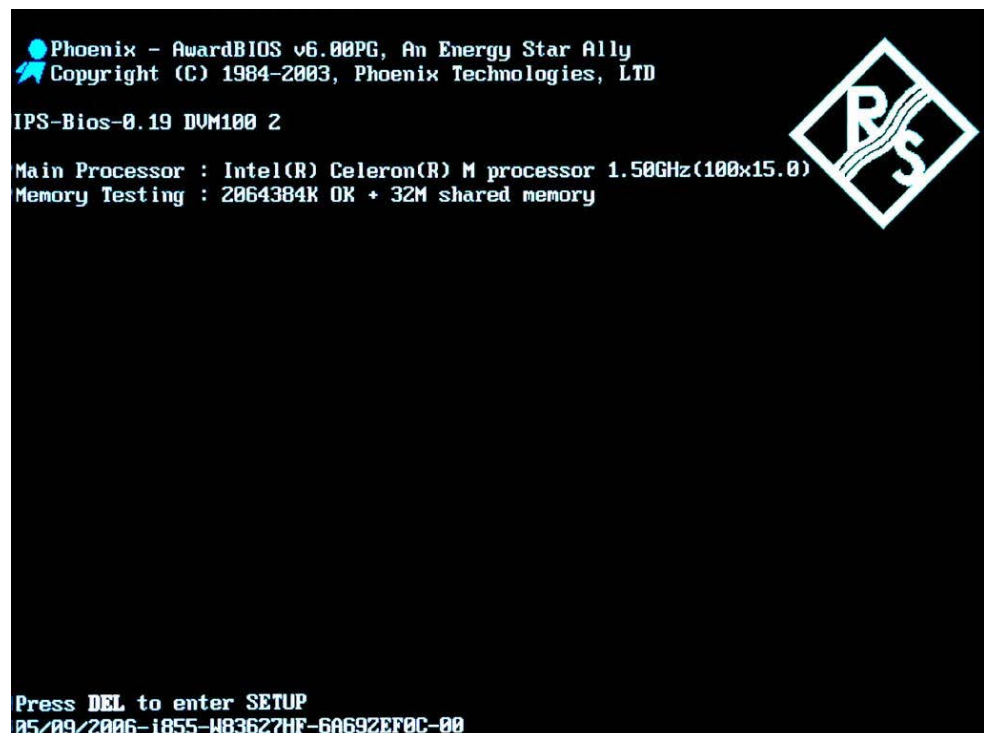 Phoenix - AwardBIOS v6.00PG, An Energy Star Ally
Copyright (C) 1984-2003, Phoenix Technologies, LTD
IPS-Bios-0.19 DVM100 2
Main Processor : Intel(R) Celeron(R) M processor 1.50GHz(100x15.0)
Memory Testing : 2064384K OK + 32M shared memory
R S
Press DEL to enter SETUP
05/09/2006-i855-W83627HF-6A69ZEF0C-00